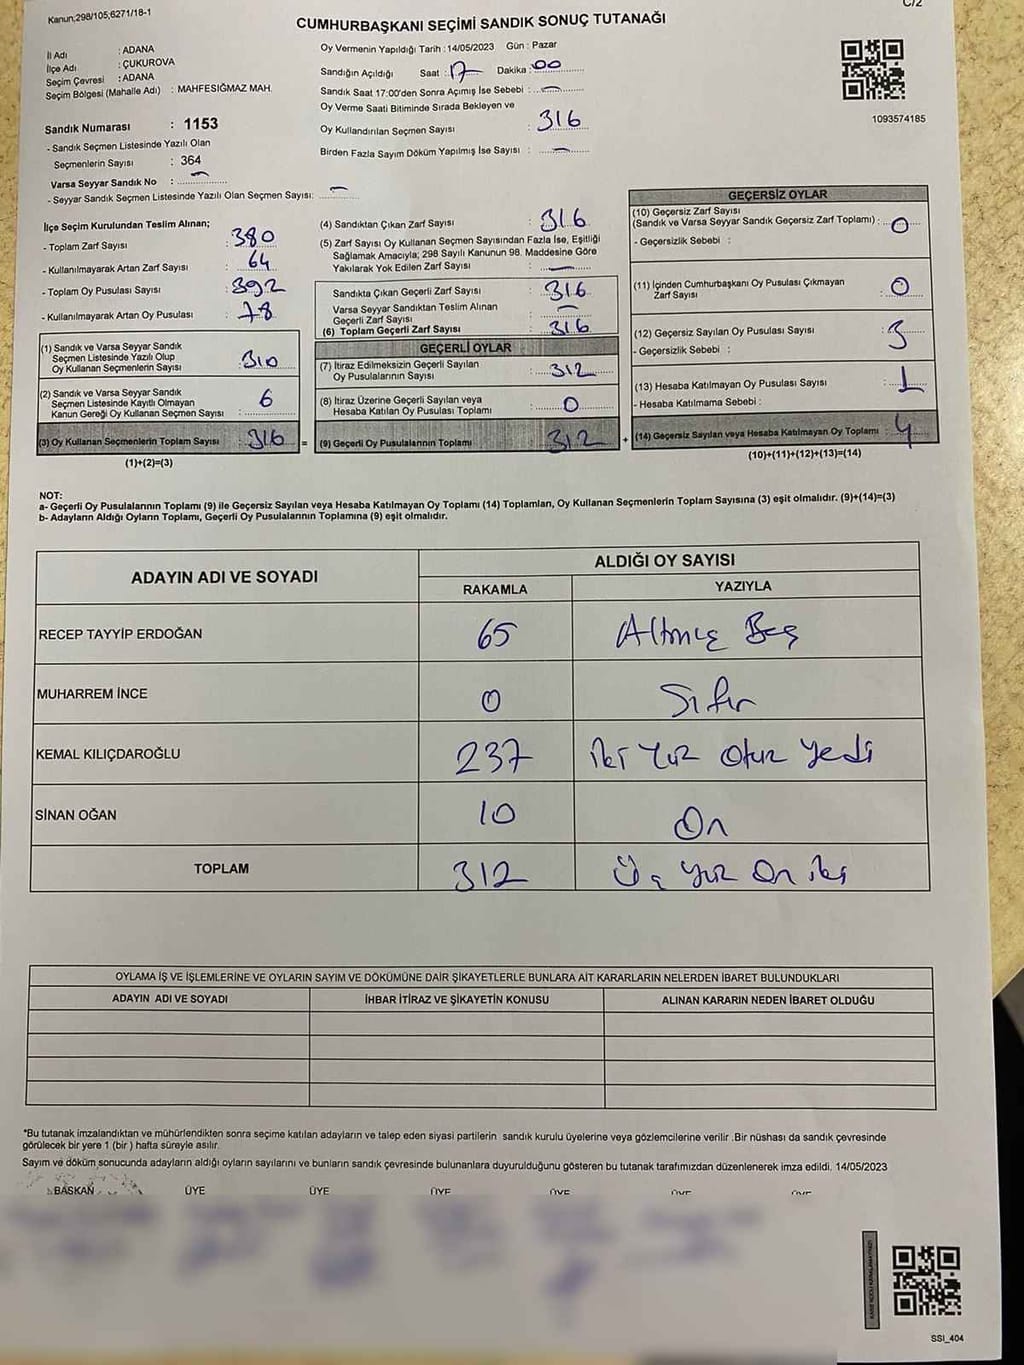 Kanun;298/105;6271/18-1
C/2
CUMHURBAŞKANI SEÇİMİ SANDIK SONUÇ TUTANAĞI
İl Adı : ADANA
İlçe Adı : ÇUKUROVA
Seçim Çevresi : ADANA
Seçim Bölgesi (Mahalle Adı) : MAHFESIĞMAZ MAH.
Sandık Numarası : 1153
- Sandık Seçmen Listesinde Yazılı Olan
Seçmenlerin Sayısı : 364
Varsa Seyyar Sandık No : —
- Seyyar Sandık Seçmen Listesinde Yazılı Olan Seçmen Sayısı: —
Oy Vermenin Yapıldığı Tarih : 14/05/2023 Gün : Pazar
Sandığın Açıldığı Saat : 17 Dakika : 00
Sandık Saat 17:00'den Sonra Açılmış İse Sebebi : —
Oy Verme Saati Bitiminde Sırada Bekleyen ve
Oy Kullandırılan Seçmen Sayısı : 316
Birden Fazla Sayım Döküm Yapılmış İse Sayısı : —
1093574185
İlçe Seçim Kurulundan Teslim Alınan;
- Toplam Zarf Sayısı : 380
- Kullanılmayarak Artan Zarf Sayısı : 64
- Toplam Oy Pusulası Sayısı : 392
- Kullanılmayarak Artan Oy Pusulası : 78
(1) Sandık ve Varsa Seyyar Sandık
Seçmen Listesinde Yazılı Olup
Oy Kullanan Seçmenlerin Sayısı : 310
(2) Sandık ve Varsa Seyyar Sandık
Seçmen Listesinde Kayıtlı Olmayan
Kanun Gereği Oy Kullanan Seçmen Sayısı : 6
(3) Oy Kullanan Seçmenlerin Toplam Sayısı : 316
(1)+(2)=(3)
(4) Sandıktan Çıkan Zarf Sayısı : 316
(5) Zarf Sayısı Oy Kullanan Seçmen Sayısından Fazla İse, Eşitliği
Sağlamak Amacıyla; 298 Sayılı Kanunun 98. Maddesine Göre
Yakılarak Yok Edilen Zarf Sayısı : —
Sandıkta Çıkan Geçerli Zarf Sayısı : 316
Varsa Seyyar Sandıktan Teslim Alınan
Geçerli Zarf Sayısı : —
(6) Toplam Geçerli Zarf Sayısı : 316
GEÇERLİ OYLAR
(7) İtiraz Edilmeksizin Geçerli Sayılan
Oy Pusulalarının Sayısı : 312
(8) İtiraz Üzerine Geçerli Sayılan veya
Hesaba Katılan Oy Pusulası Toplamı : 0
= (9) Geçerli Oy Pusulalarının Toplamı : 312 +
GEÇERSİZ OYLAR
(10) Geçersiz Zarf Sayısı
(Sandık ve Varsa Seyyar Sandık Geçersiz Zarf Toplamı) : 0
- Geçersizlik Sebebi :
(11) İçinden Cumhurbaşkanı Oy Pusulası Çıkmayan
Zarf Sayısı : 0
(12) Geçersiz Sayılan Oy Pusulası Sayısı : 3
- Geçersizlik Sebebi :
(13) Hesaba Katılmayan Oy Pusulası Sayısı : 1
- Hesaba Katılmama Sebebi :
(14) Geçersiz Sayılan veya Hesaba Katılmayan Oy Toplamı : 4
(10)+(11)+(12)+(13)=(14)
NOT:
a- Geçerli Oy Pusulalarının Toplamı (9) ile Geçersiz Sayılan veya Hesaba Katılmayan Oy Toplamı (14) Toplamları, Oy Kullanan Seçmenlerin Toplam Sayısına (3) eşit olmalıdır. (9)+(14)=(3)
b- Adayların Aldığı Oyların Toplamı, Geçerli Oy Pusulalarının Toplamına (9) eşit olmalıdır.
ADAYIN ADI VE SOYADI ALDIĞI OY SAYISI
RAKAMLA YAZIYLA
RECEP TAYYİP ERDOĞAN 65 Altmış Beş
MUHARREM İNCE 0 Sıfır
KEMAL KILIÇDAROĞLU 237 iki Yüz Otuz Yedi
SİNAN OĞAN 10 On
TOPLAM 312 Üç Yüz On iki
OYLAMA İŞ VE İŞLEMLERİNE VE OYLARIN SAYIM VE DÖKÜMÜNE DAİR ŞİKAYETLERLE BUNLARA AİT KARARLARIN NELERDEN İBARET BULUNDUKLARI
ADAYIN ADI VE SOYADI İHBAR İTİRAZ VE ŞİKAYETİN KONUSU ALINAN KARARIN NEDEN İBARET OLDUĞU
*Bu tutanak imzalandıktan ve mühürlendikten sonra seçime katılan adayların ve talep eden siyasi partilerin sandık kurulu üyelerine veya gözlemcilerine verilir .Bir nüshası da sandık çevresinde
görülecek bir yere 1 (bir ) hafta süreyle asılır.
Sayım ve döküm sonucunda adayların aldığı oyların sayılarını ve bunların sandık çevresinde bulunanlara duyurulduğunu gösteren bu tutanak tarafımızdan düzenlenerek imza edildi. 14/05/2023
BAŞKAN ÜYE ÜYE ÜYE ÜYE ÜYE ÜYE
SSI_404